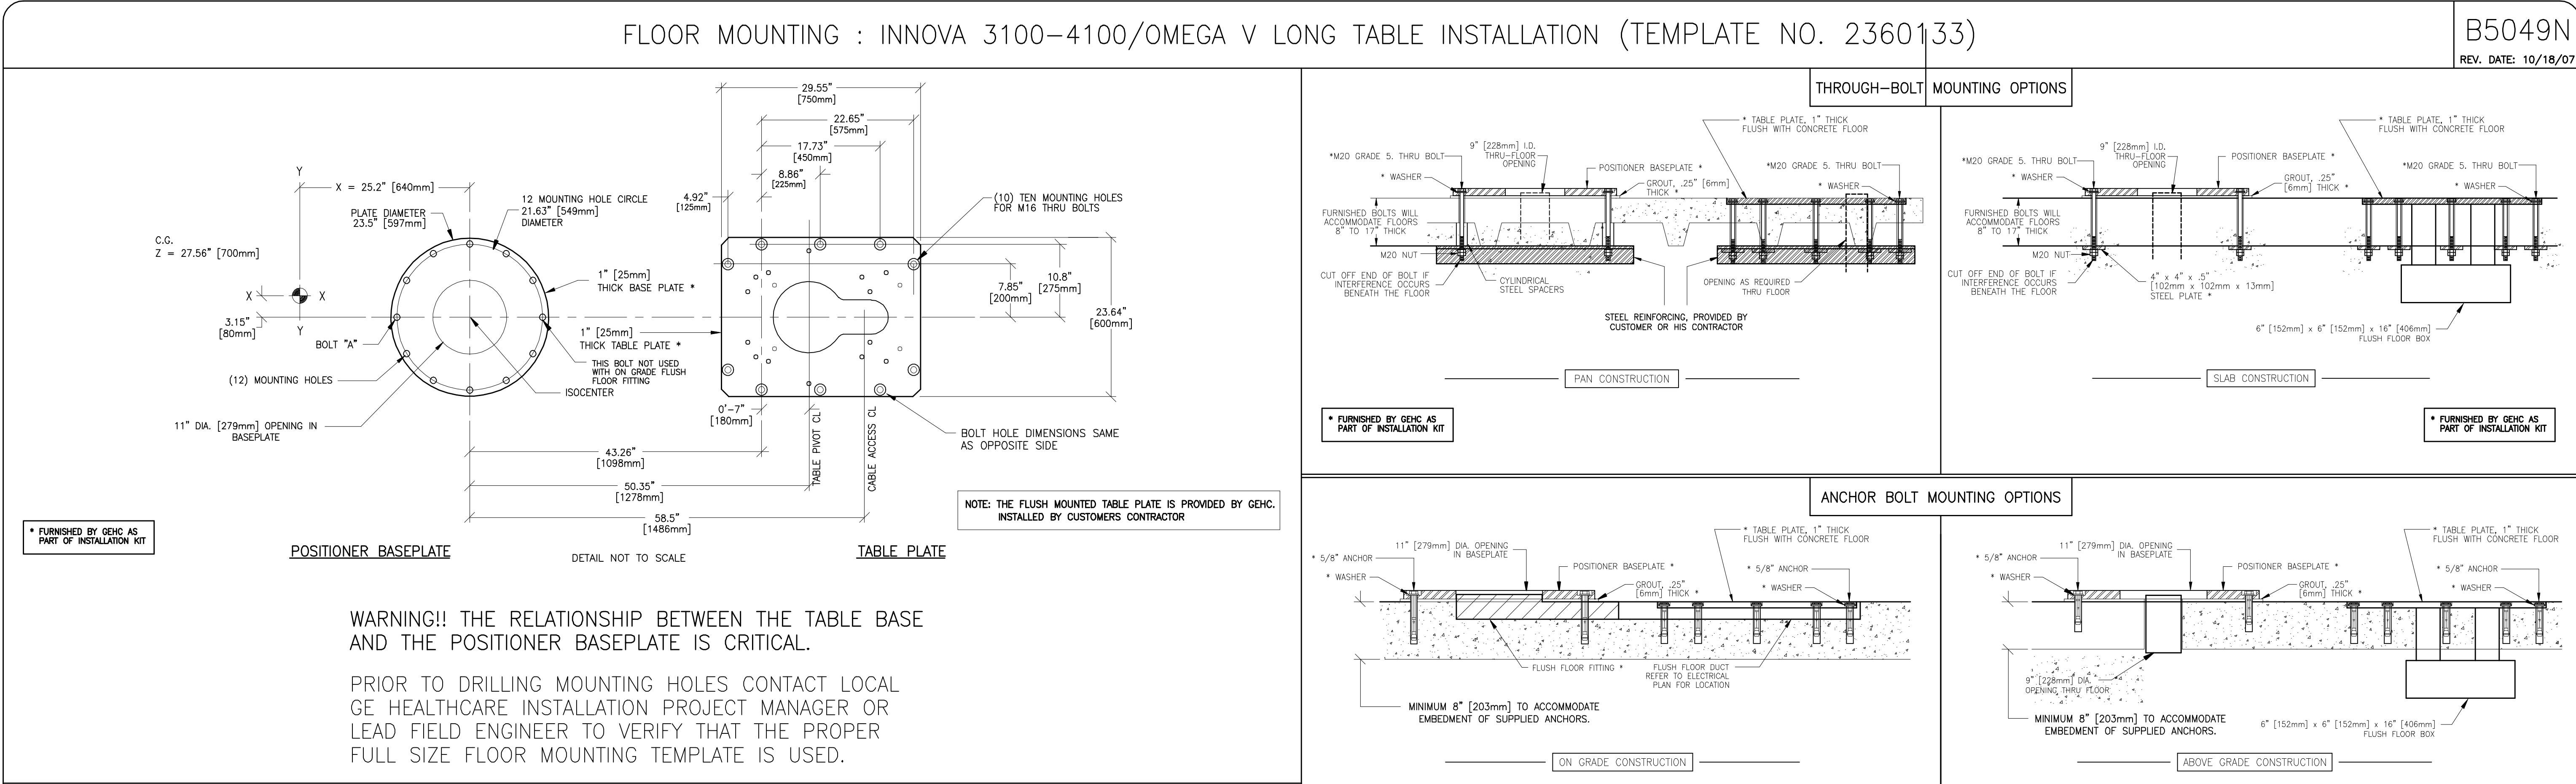 FLOOR MOUNTING : INNOVA 3100-4100/OMEGA V LONG TABLE INSTALLATION (TEMPLATE NO. 2360133)
B5049N
REV. DATE: 10/18/07
29.55"
[750mm]
22.65"
[575mm]
17.73"
[450mm]
8.86"
[225mm]
4.92"
[125mm]
(10) TEN MOUNTING HOLES
FOR M16 THRU BOLTS
Y
X = 25.2" [640mm]
12 MOUNTING HOLE CIRCLE
21.63" [549mm]
DIAMETER
PLATE DIAMETER
23.5" [597mm]
C.G.
Z = 27.56" [700mm]
1" [25mm]
THICK BASE PLATE *
X
X
Y
3.15"
[80mm]
BOLT "A"
1" [25mm]
THICK TABLE PLATE *
THIS BOLT NOT USED
WITH ON GRADE FLUSH
FLOOR FITTING
(12) MOUNTING HOLES
ISOCENTER
11" DIA. [279mm] OPENING IN
BASEPLATE
10.8"
[275mm]
7.85"
[200mm]
23.64"
[600mm]
0'-7"
[180mm]
TABLE PIVOT CL
CABLE ACCESS CL
BOLT HOLE DIMENSIONS SAME
AS OPPOSITE SIDE
43.26"
[1098mm]
50.35"
[1278mm]
58.5"
[1486mm]
NOTE: THE FLUSH MOUNTED TABLE PLATE IS PROVIDED BY GEHC.
INSTALLED BY CUSTOMERS CONTRACTOR
* FURNISHED BY GEHC AS
PART OF INSTALLATION KIT
POSITIONER BASEPLATE
DETAIL NOT TO SCALE
TABLE PLATE
WARNING!! THE RELATIONSHIP BETWEEN THE TABLE BASE
AND THE POSITIONER BASEPLATE IS CRITICAL.
PRIOR TO DRILLING MOUNTING HOLES CONTACT LOCAL
GE HEALTHCARE INSTALLATION PROJECT MANAGER OR
LEAD FIELD ENGINEER TO VERIFY THAT THE PROPER
FULL SIZE FLOOR MOUNTING TEMPLATE IS USED.
THROUGH-BOLT MOUNTING OPTIONS
* TABLE PLATE, 1" THICK
FLUSH WITH CONCRETE FLOOR
9" [228mm] I.D.
THRU-FLOOR
OPENING
*M20 GRADE 5. THRU BOLT
* WASHER
POSITIONER BASEPLATE *
GROUT, .25" [6mm]
THICK *
*M20 GRADE 5. THRU BOLT
* WASHER
FURNISHED BOLTS WILL
ACCOMMODATE FLOORS
8" TO 17" THICK
M20 NUT
CUT OFF END OF BOLT IF
INTERFERENCE OCCURS
BENEATH THE FLOOR
CYLINDRICAL
STEEL SPACERS
OPENING AS REQUIRED
THRU FLOOR
STEEL REINFORCING, PROVIDED BY
CUSTOMER OR HIS CONTRACTOR
PAN CONSTRUCTION
* FURNISHED BY GEHC AS
PART OF INSTALLATION KIT
* TABLE PLATE, 1" THICK
FLUSH WITH CONCRETE FLOOR
9" [228mm] I.D.
THRU-FLOOR
OPENING
*M20 GRADE 5. THRU BOLT
* WASHER
POSITIONER BASEPLATE *
GROUT, .25"
[6mm] THICK *
*M20 GRADE 5. THRU BOLT
* WASHER
FURNISHED BOLTS WILL
ACCOMMODATE FLOORS
8" TO 17" THICK
M20 NUT
CUT OFF END OF BOLT IF
INTERFERENCE OCCURS
BENEATH THE FLOOR
4" x 4" x .5"
[102mm x 102mm x 13mm]
STEEL PLATE *
6" [152mm] x 6" [152mm] x 16" [406mm]
FLUSH FLOOR BOX
SLAB CONSTRUCTION
* FURNISHED BY GEHC AS
PART OF INSTALLATION KIT
ANCHOR BOLT MOUNTING OPTIONS
* TABLE PLATE, 1" THICK
FLUSH WITH CONCRETE FLOOR
11" [279mm] DIA. OPENING
IN BASEPLATE
* 5/8" ANCHOR
* WASHER
POSITIONER BASEPLATE *
GROUT, .25"
[6mm] THICK *
* 5/8" ANCHOR
* WASHER
FLUSH FLOOR FITTING *
FLUSH FLOOR DUCT
REFER TO ELECTRICAL
PLAN FOR LOCATION
MINIMUM 8" [203mm] TO ACCOMMODATE
EMBEDMENT OF SUPPLIED ANCHORS.
ON GRADE CONSTRUCTION
* TABLE PLATE, 1" THICK
FLUSH WITH CONCRETE FLOOR
11" [279mm] DIA. OPENING
IN BASEPLATE
* 5/8" ANCHOR
* WASHER
POSITIONER BASEPLATE *
GROUT, .25"
[6mm] THICK *
* 5/8" ANCHOR
* WASHER
9" [228mm] DIA.
OPENING THRU FLOOR
MINIMUM 8" [203mm] TO ACCOMMODATE
EMBEDMENT OF SUPPLIED ANCHORS.
6" [152mm] x 6" [152mm] x 16" [406mm]
FLUSH FLOOR BOX
ABOVE GRADE CONSTRUCTION